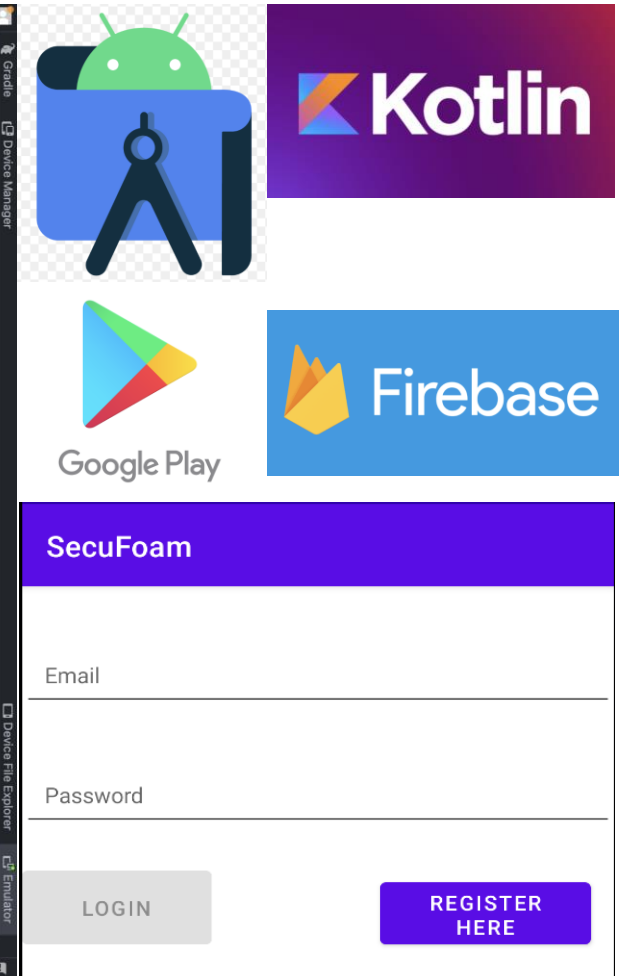 Gradle
Device Manager
Kotlin
Google Play
Firebase
SecuFoam
Email
Password
Device File Explorer
Emulator
LOGIN
REGISTER
HERE